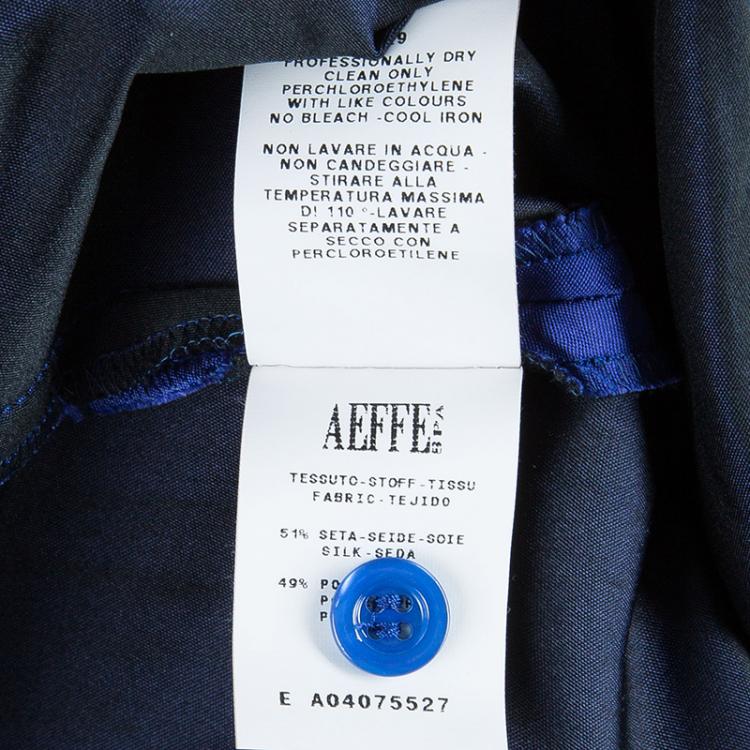 9
PROFESSIONALLY DRY
CLEAN ONLY
PERCHLOROETHYLENE
WITH LIKE COLOURS
NO BLEACH -COOL IRON
NON LAVARE IN ACQUA -
NON CANDEGGIARE -
STIRARE ALLA
TEMPERATURA MASSIMA
DI 110 °-LAVARE
SEPARATAMENTE A
SECCO CON
PERCLOROETILENE
AEFFE SPA
TESSUTO-STOFF-TISSU
FABRIC-TEJIDO
51% SETA-SEIDE-SOIE
SILK-SEDA
49%
E A04075527